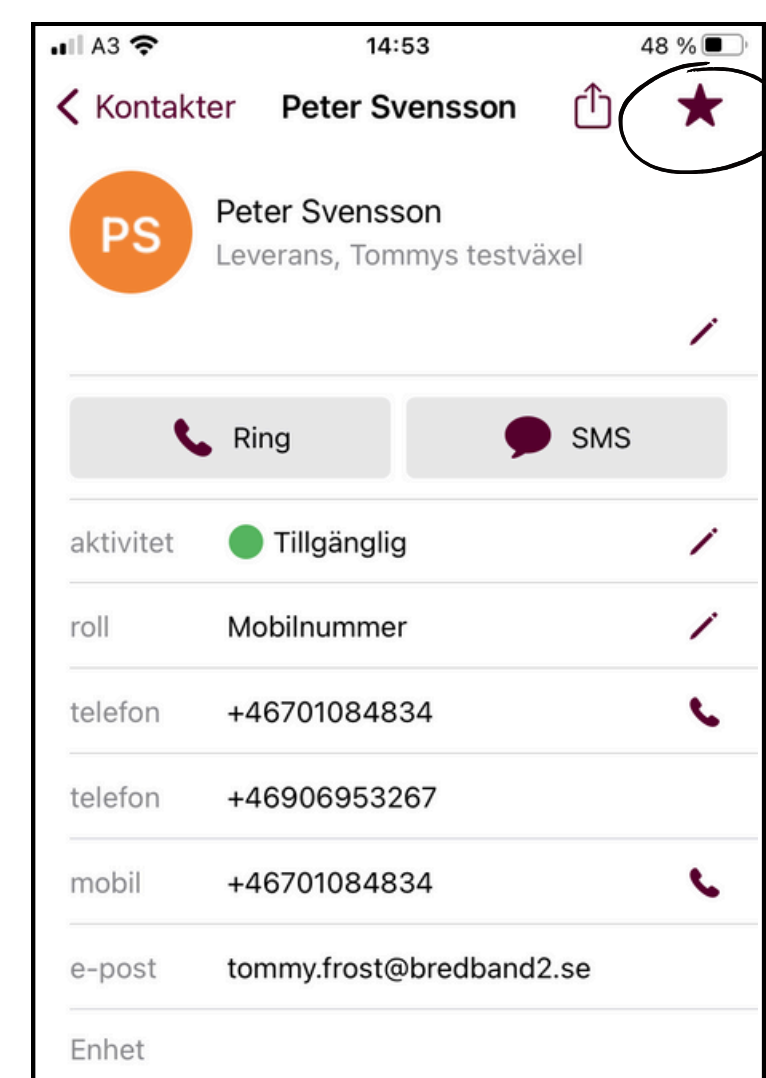 A3 14:53 48 %
Kontakter Peter Svensson
PS
Peter Svensson
Leverans, Tommys testväxel
Ring SMS
aktivitet Tillgänglig
roll Mobilnummer
telefon +46701084834
telefon +46906953267
mobil +46701084834
e-post tommy.frost@bredband2.se
Enhet